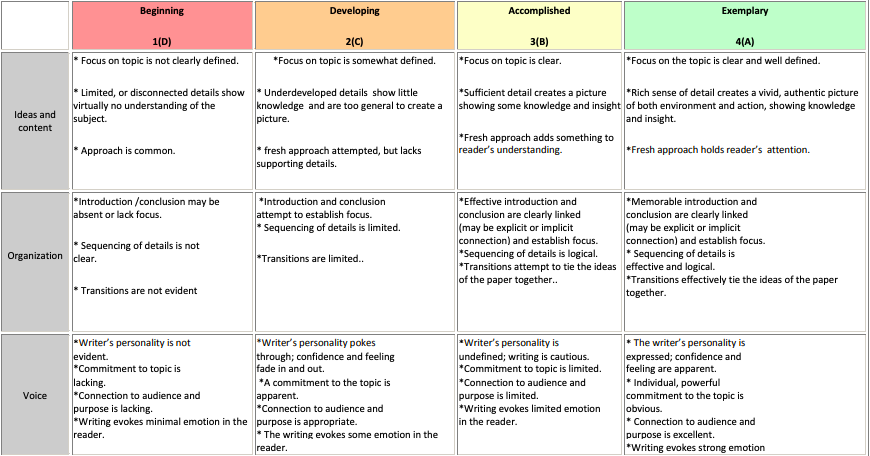 Beginning
1(D)
Developing
2(C)
Accomplished
3(B)
Exemplary
4(A)
Ideas and
content
* Focus on topic is not clearly defined.
* Limited, or disconnected details show
virtually no understanding of the
subject.
* Approach is common.
*Focus on topic is somewhat defined.
* Underdeveloped details show little
knowledge and are too general to create a
picture.
* fresh approach attempted, but lacks
supporting details.
*Focus on topic is clear.
*Sufficient detail creates a picture
showing some knowledge and insight
*Fresh approach adds something to
reader’s understanding.
*Focus on the topic is clear and well defined.
*Rich sense of detail creates a vivid, authentic picture
of both environment and action, showing knowledge
and insight.
*Fresh approach holds reader’s attention.
Organization
*Introduction /conclusion may be
absent or lack focus.
* Sequencing of details is not
clear.
* Transitions are not evident
*Introduction and conclusion
attempt to establish focus.
* Sequencing of details is limited.
*Transitions are limited..
*Effective introduction and
conclusion are clearly linked
(may be explicit or implicit
connection) and establish focus.
*Sequencing of details is logical.
*Transitions attempt to tie the ideas
of the paper together..
*Memorable introduction and
conclusion are clearly linked
(may be explicit or implicit
connection) and establish focus.
* Sequencing of details is
effective and logical.
*Transitions effectively tie the ideas of the paper
together.
Voice
*Writer’s personality is not
evident.
*Commitment to topic is
lacking.
*Connection to audience and
purpose is lacking.
*Writing evokes minimal emotion in the
reader.
*Writer’s personality pokes
through; confidence and feeling
fade in and out.
*A commitment to the topic is
apparent.
*Connection to audience and
purpose is appropriate.
* The writing evokes some emotion in the
reader.
*Writer’s personality is
undefined; writing is cautious.
*Commitment to topic is limited.
*Connection to audience and
purpose is limited.
*Writing evokes limited emotion
in the reader.
* The writer’s personality is
expressed; confidence and
feeling are apparent.
* Individual, powerful
commitment to the topic is
obvious.
* Connection to audience and
purpose is excellent.
*Writing evokes strong emotion